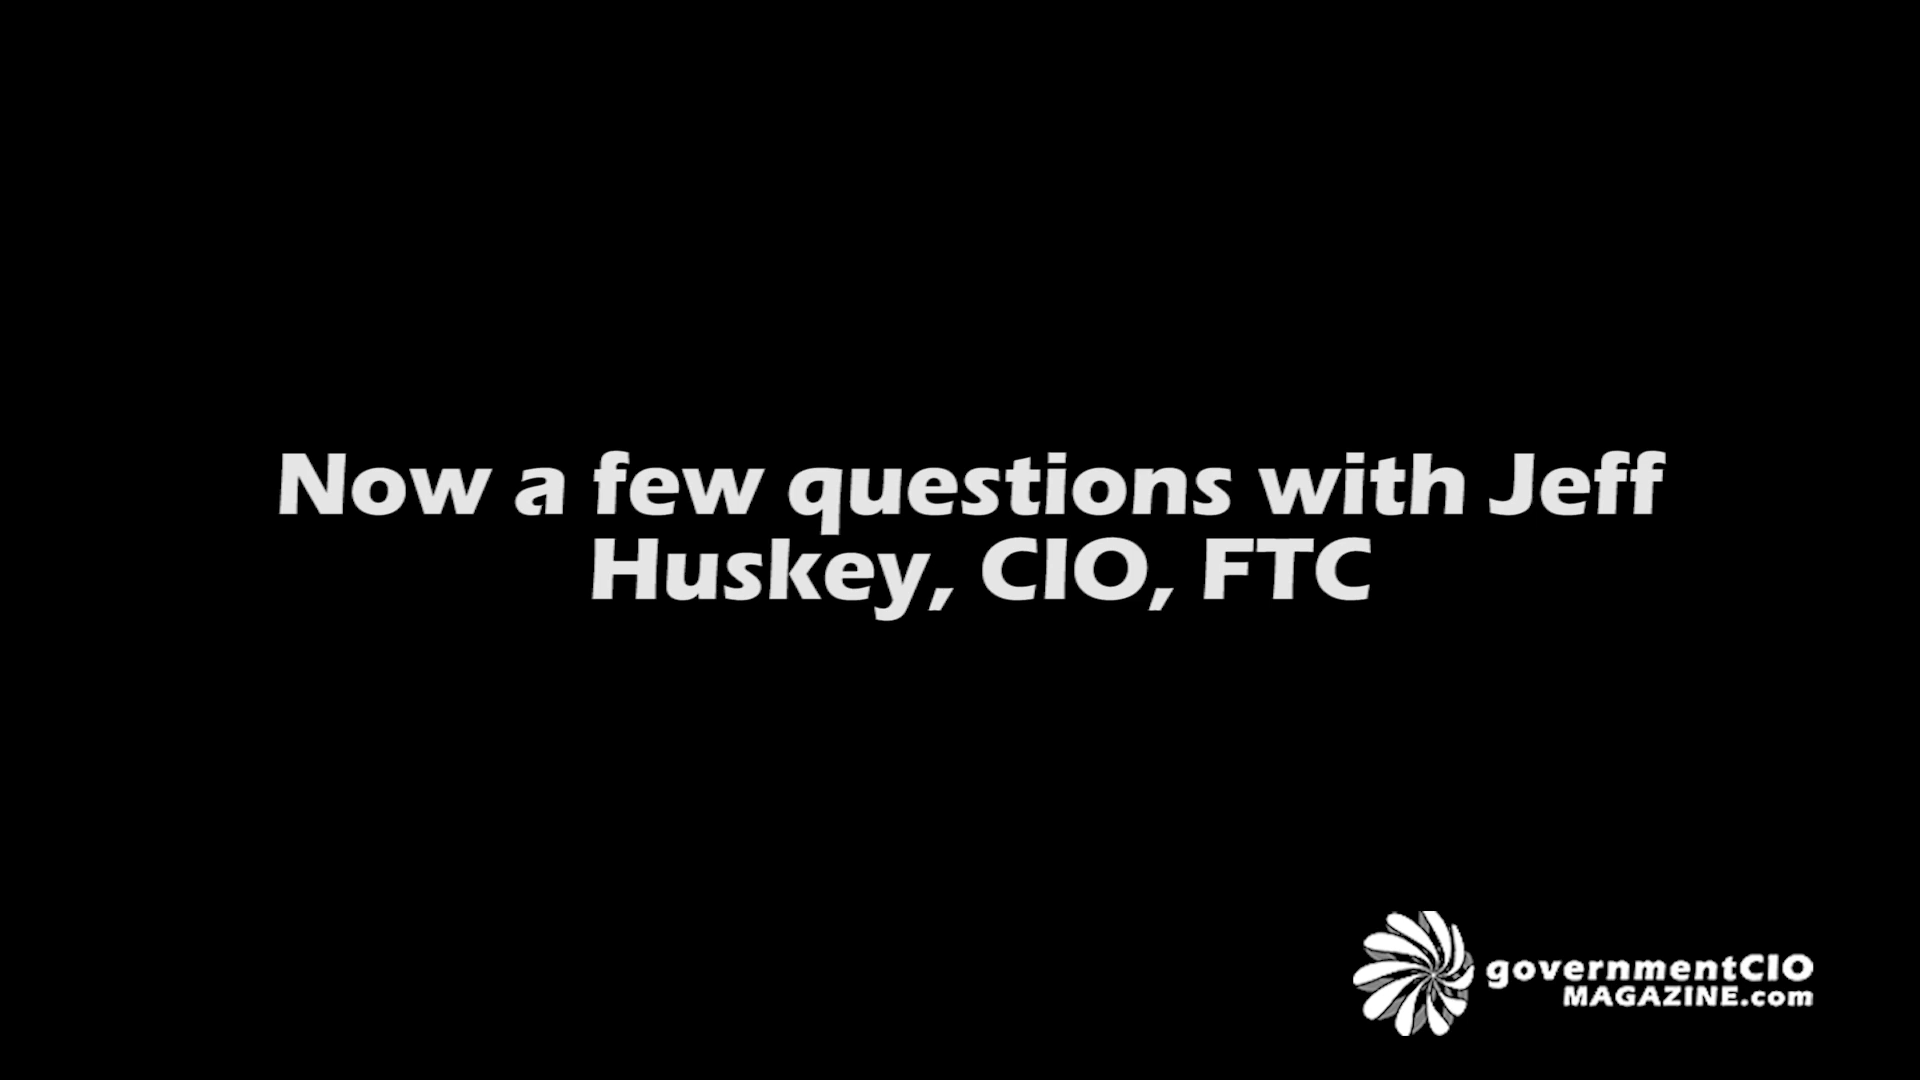 Now a few questions with Jeff
Huskey, CIO, FTC
governmentCIO
MAGAZINE.com